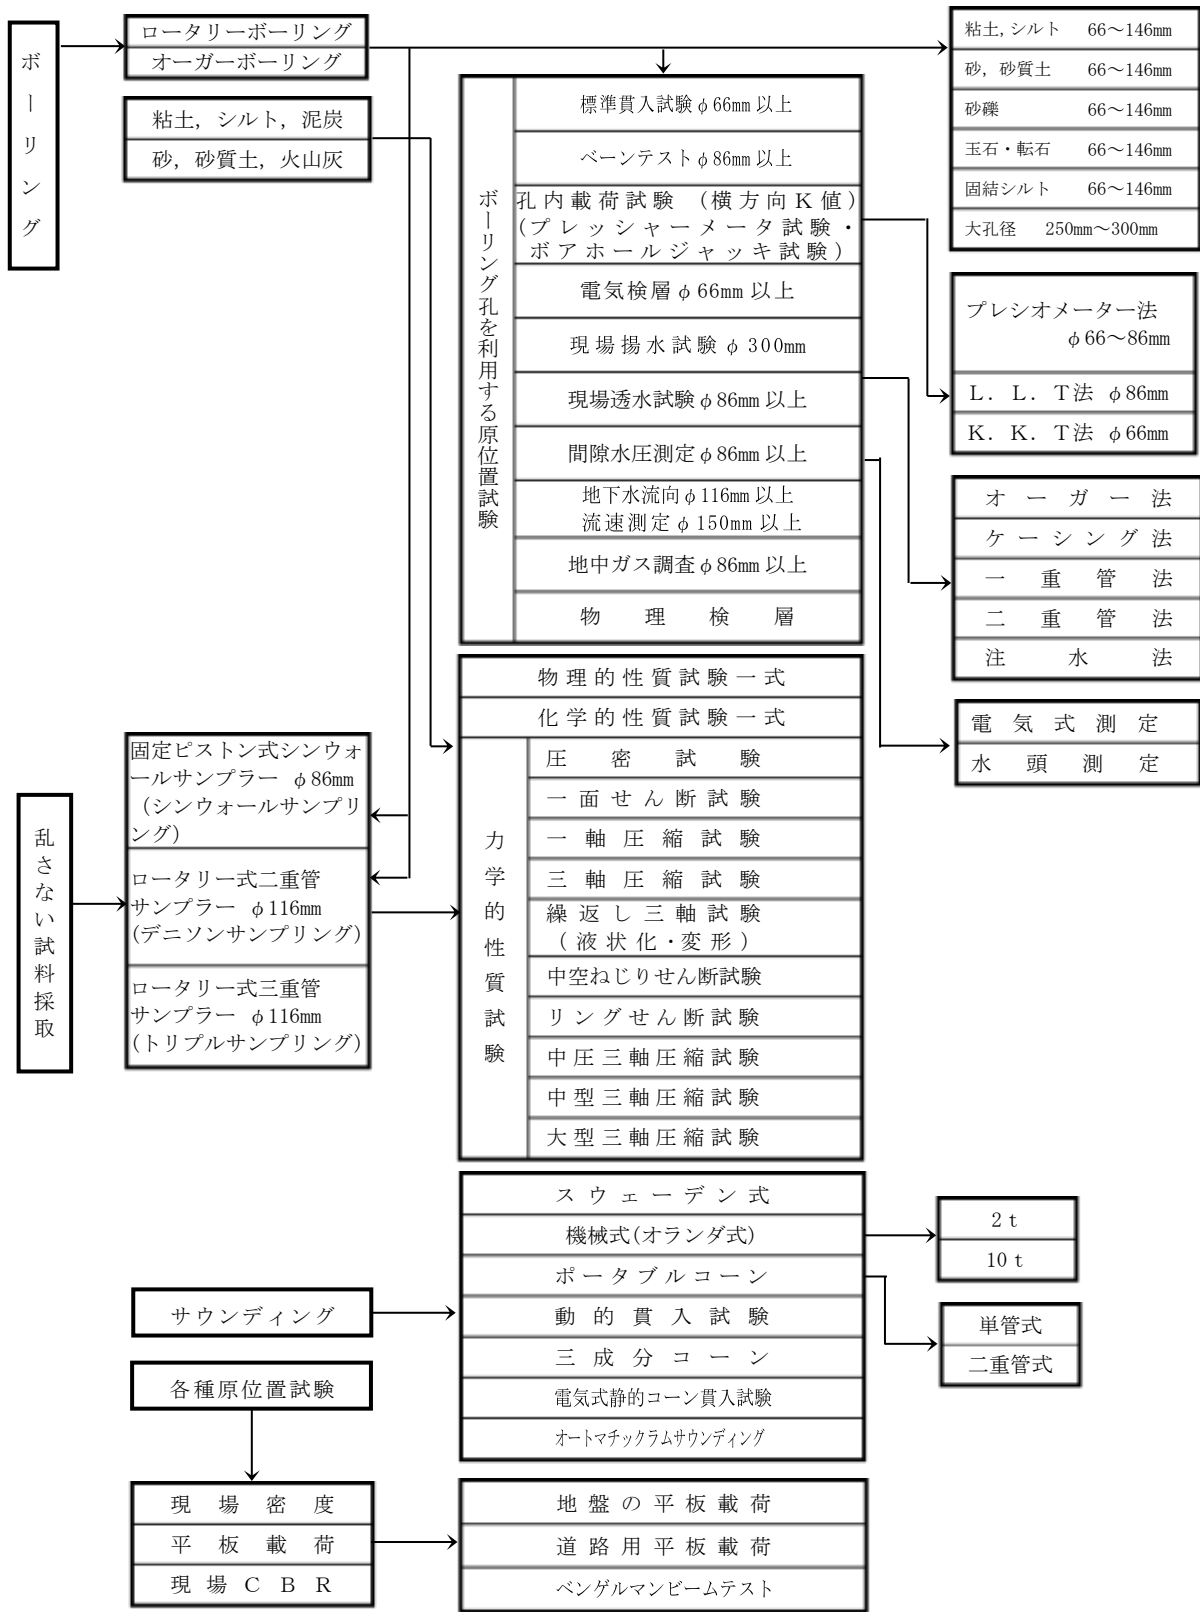 ボーリング
ロータリーボーリング
オーガーボーリング
粘土，シルト，泥炭
砂，砂質土，火山灰
ボーリング孔を利用する原位置試験
標準貫入試験φ66mm以上
ベーンテストφ86mm以上
孔内載荷試験（横方向Ｋ値）
(プレッシャーメータ試験・
ボアホールジャッキ試験)
電気検層φ66mm以上
現場揚水試験φ300mm
現場透水試験φ86mm以上
間隙水圧測定φ86mm以上
地下水流向φ116mm以上
流速測定φ150mm以上
地中ガス調査φ86mm以上
物理検層
粘土,シルト 66～146mm
砂，砂質土 66～146mm
砂礫 66～146mm
玉石・転石 66～146mm
固結シルト 66～146mm
大孔径 250mm～300mm
プレシオメーター法
φ66～86mm
Ｌ．Ｌ．Ｔ法 φ86mm
Ｋ．Ｋ．Ｔ法 φ66mm
オーガー法
ケーシング法
一重管法
二重管法
注水法
電気式測定
水頭測定
乱さない試料採取
固定ピストン式シンウォ
ールサンプラー φ86mm
（シンウォールサンプリ
ング）
ロータリー式二重管
サンプラー φ116mm
(デニソンサンプリング)
ロータリー式三重管
サンプラー φ116mm
(トリプルサンプリング)
物理的性質試験一式
化学的性質試験一式
力学的性質試験
圧密試験
一面せん断試験
一軸圧縮試験
三軸圧縮試験
繰返し三軸試験
（液状化・変形）
中空ねじりせん断試験
リングせん断試験
中圧三軸圧縮試験
中型三軸圧縮試験
大型三軸圧縮試験
サウンディング
スウェーデン式
機械式(オランダ式)
ポータブルコーン
動的貫入試験
三成分コーン
電気式静的コーン貫入試験
オートマチックラムサウンディング
2ｔ
10ｔ
単管式
二重管式
各種原位置試験
現場密度
平板載荷
現場ＣＢＲ
地盤の平板載荷
道路用平板載荷
ベンゲルマンビームテスト